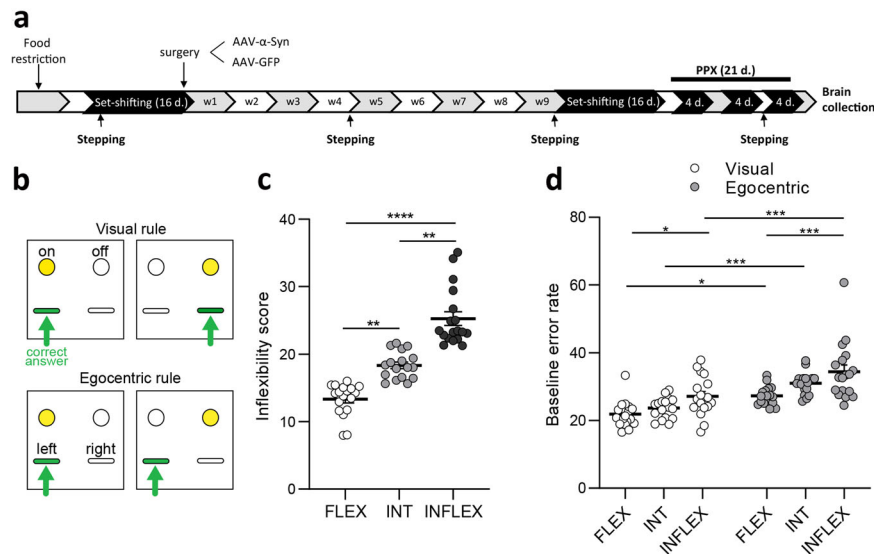 a
Food
restriction
surgery
AAV-α-Syn
AAV-GFP
PPX (21 d.)
Set-shifting (16 d.) w1 w2 w3 w4 w5 w6 w7 w8 w9 Set-shifting (16 d.) 4 d. 4 d. 4 d.
Brain
collection
Stepping Stepping Stepping Stepping
b
Visual rule
on off
correct
answer
Egocentric rule
left right
c
Inflexibility score
40
30
20
10
0
****
**
**
FLEX INT INFLEX
d
Visual
Egocentric
Baseline error rate
80
60
40
20
0
***
* ***
***
*
FLEX INT INFLEX FLEX INT INFLEX